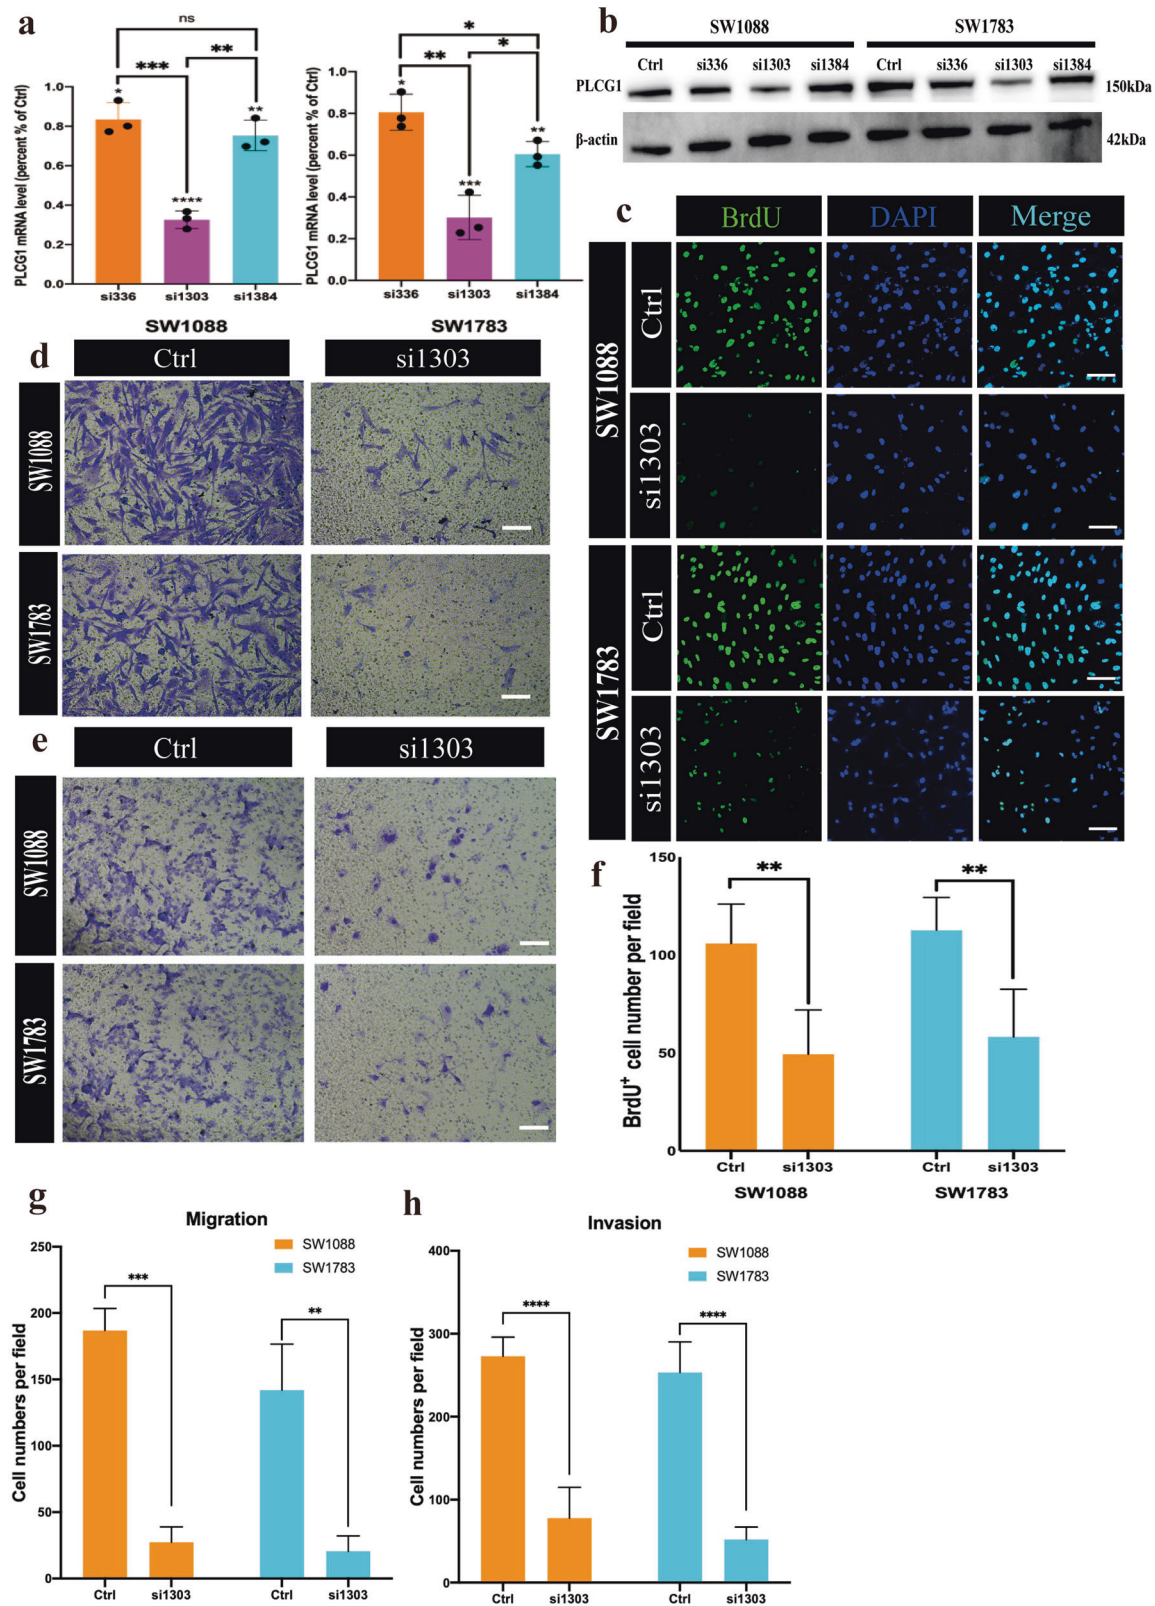 a
ns
***
**
*
**
****
PLCG1 mRNA level (percent % of Ctrl)
1.0
0.8
0.6
0.4
0.2
0.0
si336
si1303
si1384
SW1088
*
**
*
*
**
***
PLCG1 mRNA level (percent % of Ctrl)
1.0
0.8
0.6
0.4
0.2
0.0
si336
si1303
si1384
SW1783
b
SW1088
SW1783
Ctrl si336 si1303 si1384 Ctrl si336 si1303 si1384
PLCG1
150kDa
β-actin
42kDa
c
BrdU
DAPI
Merge
SW1088
Ctrl
si1303
SW1783
Ctrl
si1303
d
Ctrl
si1303
SW1088
SW1783
e
Ctrl
si1303
SW1088
SW1783
f
BrdU+ cell number per field
150
100
50
0
**
**
Ctrl
si1303
Ctrl
si1303
SW1088
SW1783
g
Migration
SW1088
SW1783
Cell numbers per field
250
200
150
100
50
0
***
**
Ctrl
si1303
Ctrl
si1303
h
Invasion
SW1088
SW1783
Cell numbers per field
400
300
200
100
0
****
****
Ctrl
si1303
Ctrl
si1303